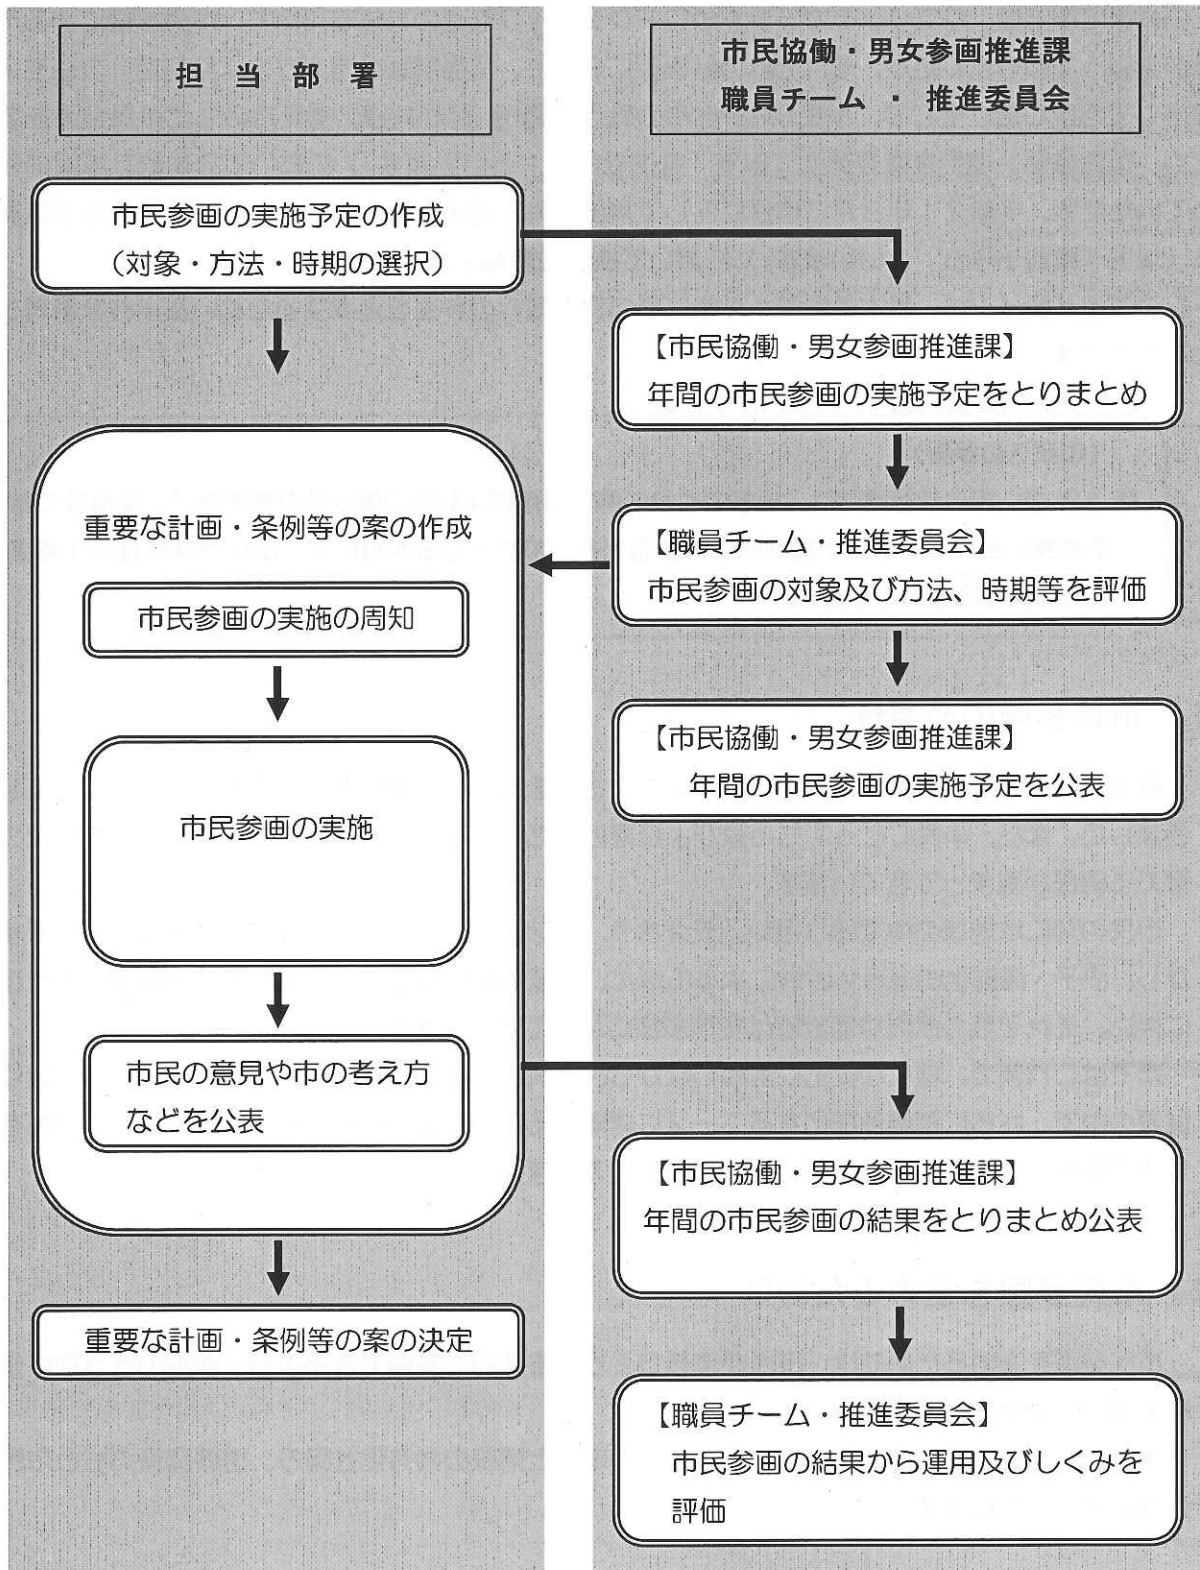 担当部署
市民協働・男女参画推進課
職員チーム ・ 推進委員会
市民参画の実施予定の作成
（対象・方法・時期の選択）
【市民協働・男女参画推進課】
年間の市民参画の実施予定をとりまとめ
重要な計画・条例等の案の作成
【職員チーム・推進委員会】
市民参画の対象及び方法、時期等を評価
市民参画の実施の周知
【市民協働・男女参画推進課】
年間の市民参画の実施予定を公表
市民参画の実施
市民の意見や市の考え方
などを公表
【市民協働・男女参画推進課】
年間の市民参画の結果をとりまとめ公表
重要な計画・条例等の案の決定
【職員チーム・推進委員会】
市民参画の結果から運用及びしくみを
評価